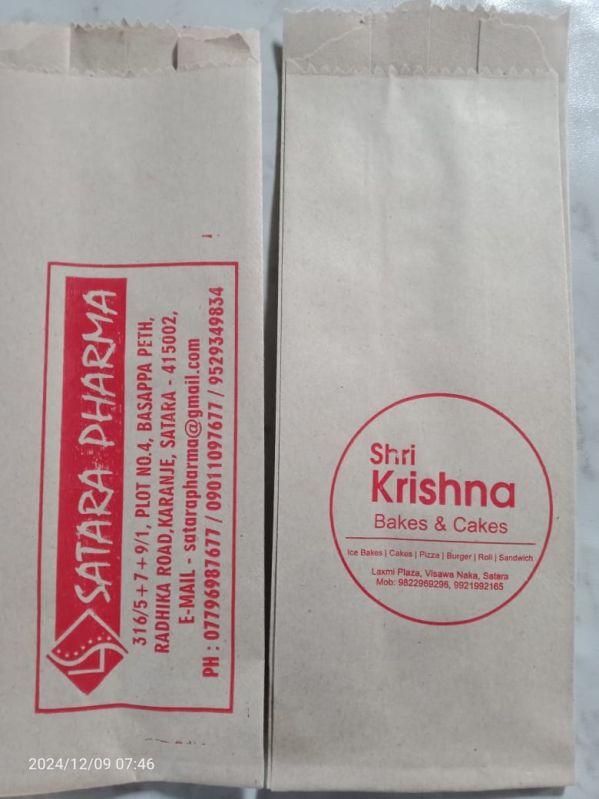 SATARA PHARMA
316/5+7+9/1, PLOT NO.4, BASAPPA PETH,
RADHIKA ROAD,KARANJE, SATARA - 415002,
E-MAIL - satarapharma@gmail.com
PH : 07796987677 / 09011097677 / 9529349834
Shri
Krishna
Bakes & Cakes
Ice Bakes | Cakes | Pizza | Burger | Roll | Sandwich
Laxmi Plaza, Visawa Naka, Satara
Mob: 9822969296, 9921992165
2024/12/09 07:46